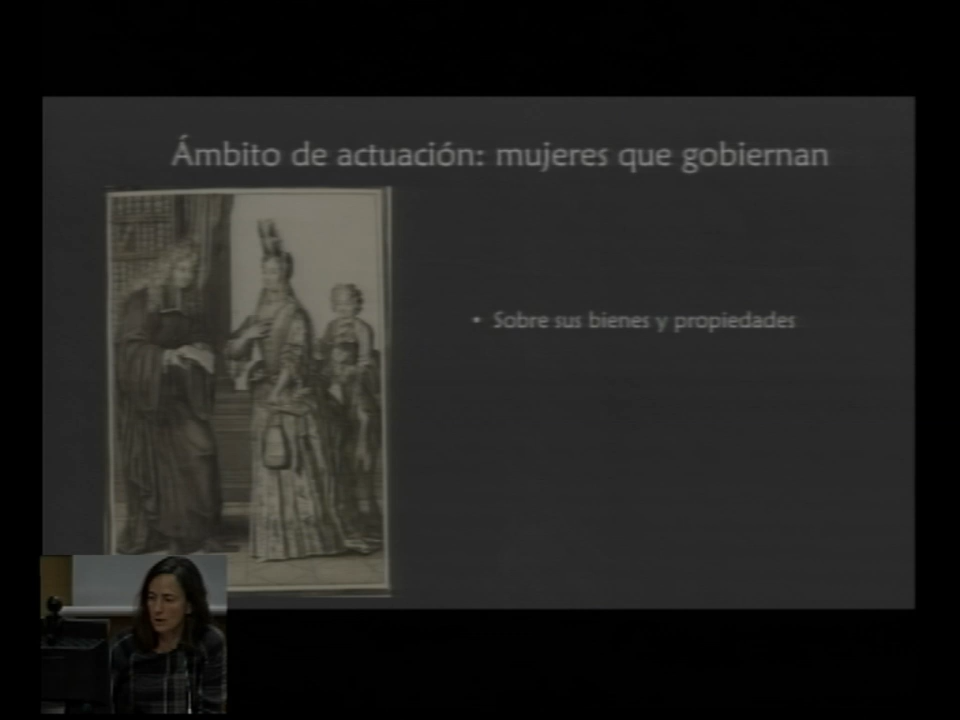 Ámbito de actuación: mujeres que gobiernan
• Sobre sus bienes y propiedades